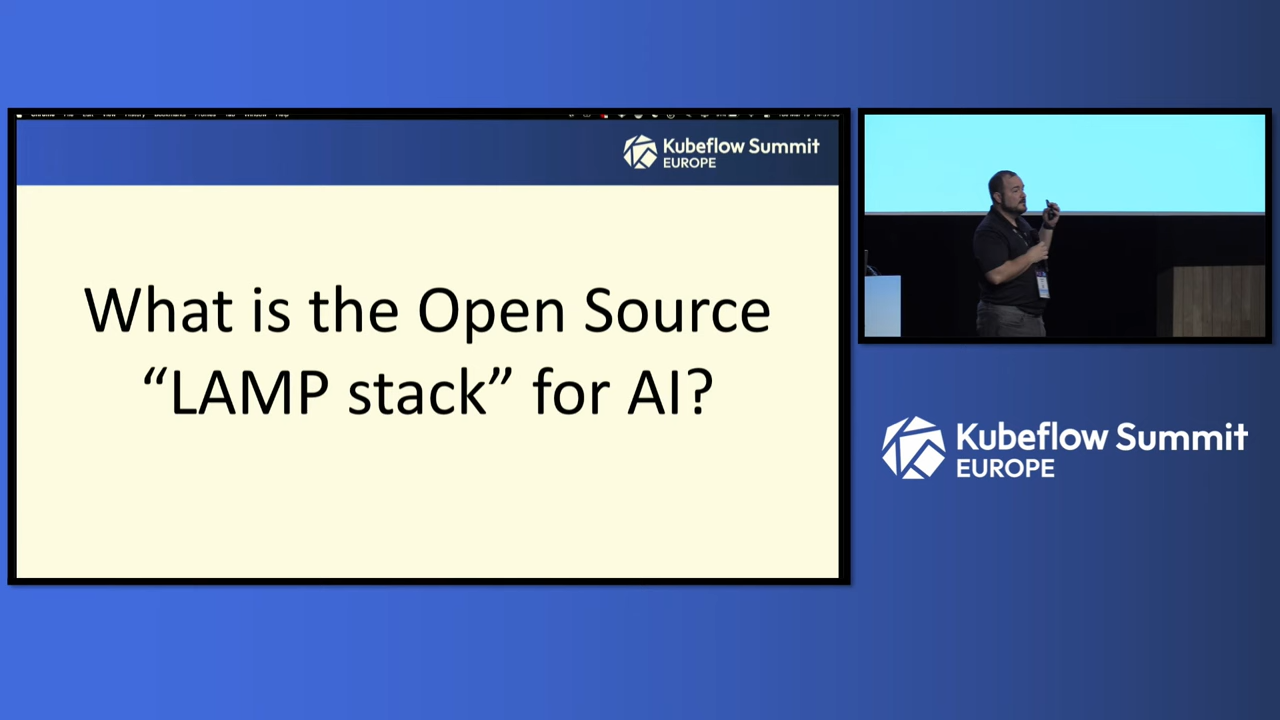 Kubeflow Summit
EUROPE
What is the Open Source
“LAMP stack” for AI?
Kubeflow Summit
EUROPE